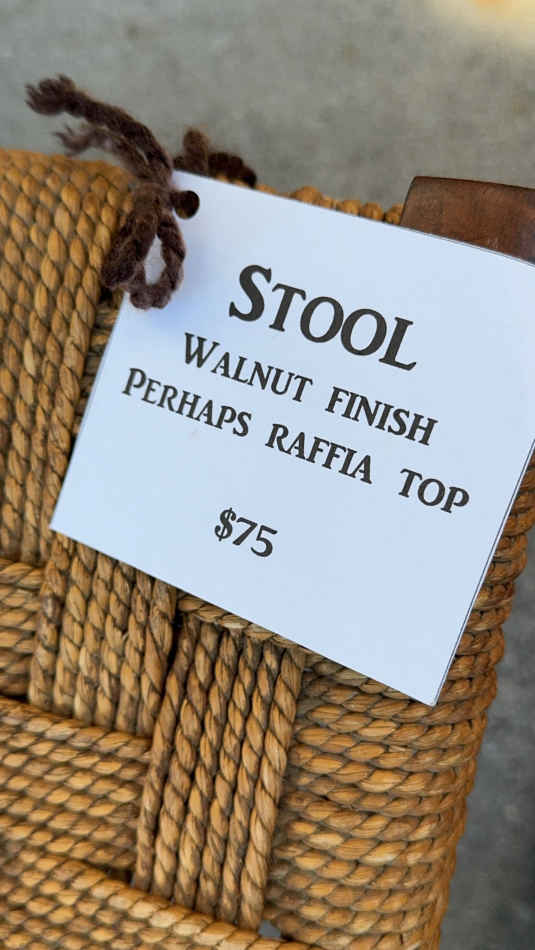 STOOL
WALNUT FINISH
PERHAPS RAFFIA TOP
$75